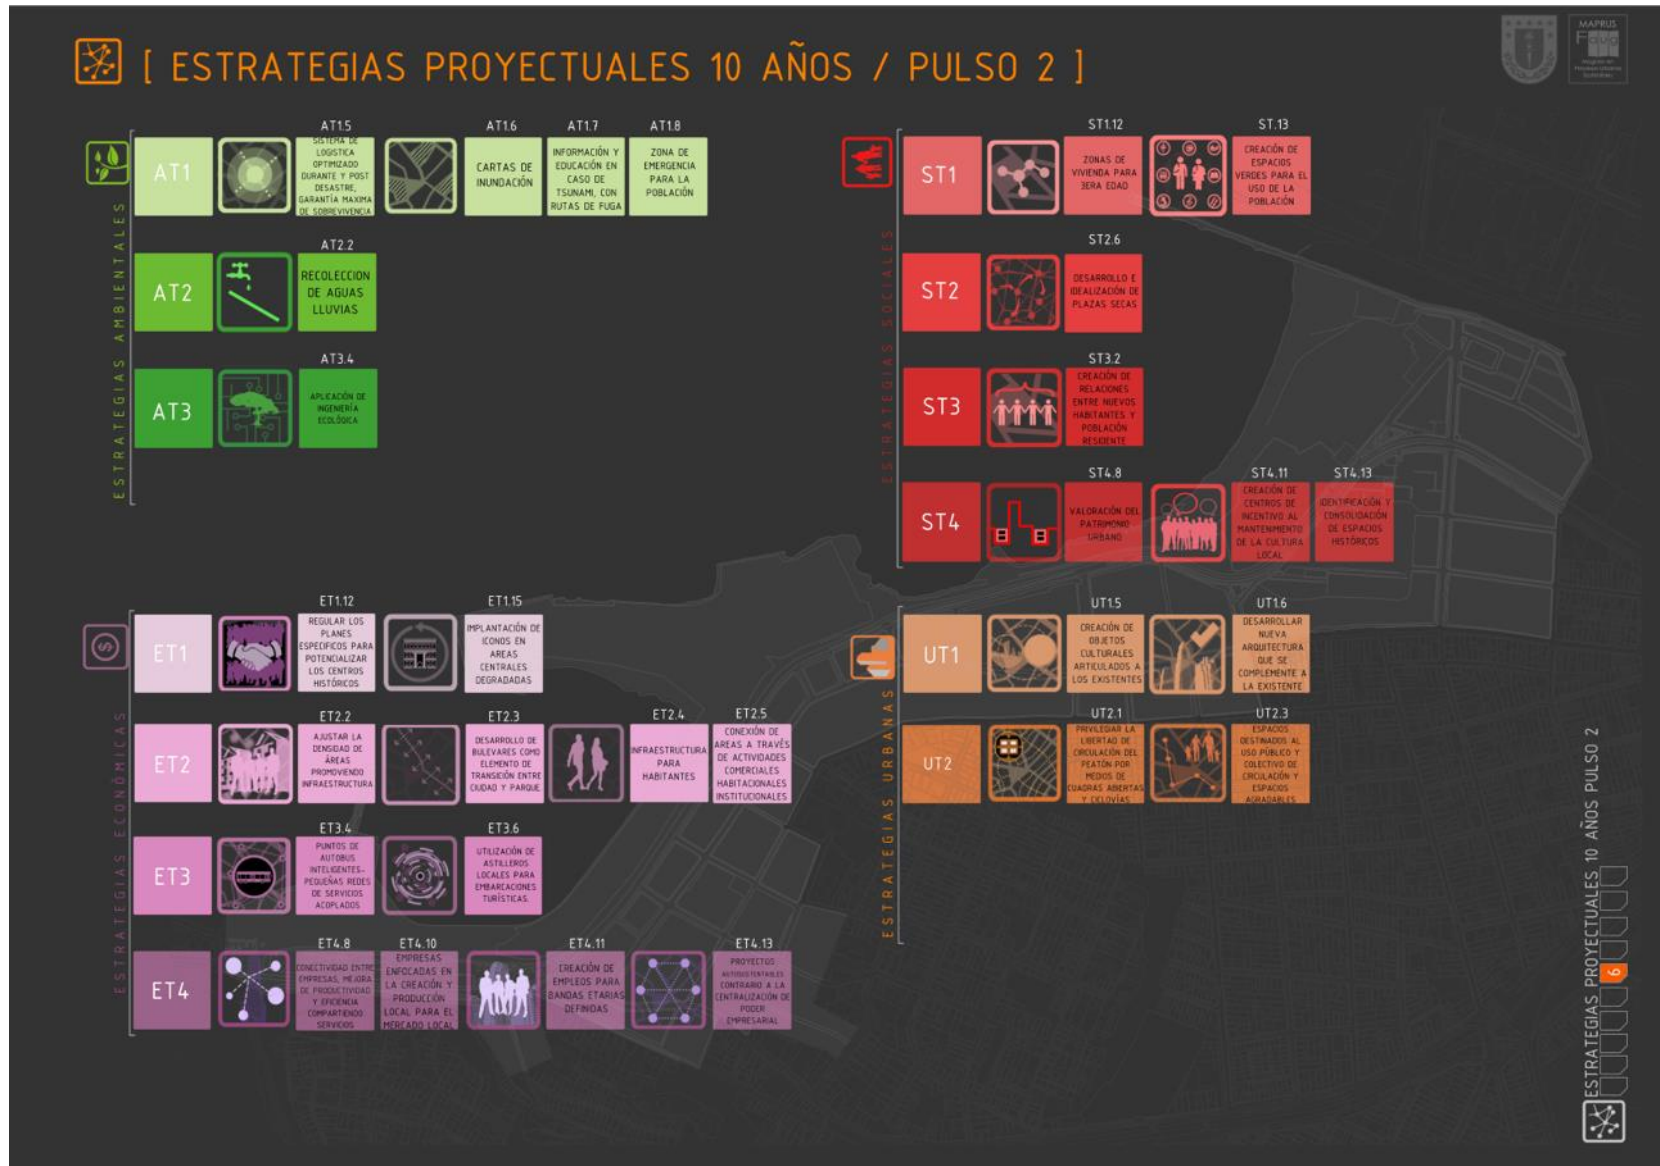 [ ESTRATEGIAS PROYECTUALES 10 AÑOS / PULSO 2 ]
MAPRUS
ESTRATEGIAS AMBIENTALES
AT1
AT1.5
SISTEMA DE
LOGISTICA
OPTIMIZADO
DURANTE Y POST
DESASTRE,
GARANTÍA MAXIMA
DE SOBREVIVENCIA
AT1.6
CARTAS DE
INUNDACIÓN
AT1.7
INFORMACIÓN Y
EDUCACIÓN EN
CASO DE
TSUNAMI, CON
RUTAS DE FUGA
AT1.8
ZONA DE
EMERGENCIA
PARA LA
POBLACIÓN
AT2
AT2.2
RECOLECCION
DE AGUAS
LLUVIAS
AT3
AT3.4
APLICACIÓN DE
INGENIERÍA
ECOLÓGICA
ESTRATEGIAS SOCIALES
ST1
ST1.12
ZONAS DE
VIVIENDA PARA
3ERA EDAD
ST.13
CREACIÓN DE
ESPACIOS
VERDES PARA EL
USO DE LA
POBLACIÓN
ST2
ST2.6
DESARROLLO E
IDEALIZACIÓN DE
PLAZAS SECAS
ST3
ST3.2
CREACIÓN DE
RELACIONES
ENTRE NUEVOS
HABITANTES Y
POBLACIÓN
RESIDENTE
ST4
ST4.8
VALORACIÓN DEL
PATRIMONIO
URBANO
ST4.11
CREACIÓN DE
CENTROS DE
INCENTIVO AL
MANTENIMIENTO
DE LA CULTURA
LOCAL
ST4.13
IDENTIFICACIÓN Y
CONSOLIDACIÓN
DE ESPACIOS
HISTÓRICOS
ESTRATEGIAS ECONÓMICAS
ET1
ET1.12
REGULAR LOS
PLANES
ESPECIFICOS PARA
POTENCIALIZAR
LOS CENTROS
HISTÓRICOS
ET1.15
IMPLANTACIÓN DE
ICONOS EN
AREAS
CENTRALES
DEGRADADAS
ET2
ET2.2
AJUSTAR LA
DENSIDAD DE
ÁREAS
PROMOVIENDO
INFRAESTRUCTURA
ET2.3
DESARROLLO DE
BULEVARES COMO
ELEMENTO DE
TRANSICIÓN ENTRE
CIUDAD Y PARQUE
ET2.4
INFRAESTRUCTURA
PARA
HABITANTES
ET2.5
CONEXIÓN DE
AREAS A TRAVÉS
DE ACTIVIDADES
COMERCIALES
HABITACIONALES
INSTITUCIONALES
ET3
ET3.4
PUNTOS DE
AUTOBUS
INTELIGENTES-
PEQUEÑAS REDES
DE SERVICIOS
ACOPLADOS
ET3.6
UTILIZACIÓN DE
ASTILLEROS
LOCALES PARA
EMBARCACIONES
TURÍSTICAS.
ET4
ET4.8
CONECTIVIDAD ENTRE
EMPRESAS, MEJORA
DE PRODUCTIVIDAD
Y EFICIENCIA
COMPARTIENDO
SERVICIOS
ET4.10
EMPRESAS
ENFOCADAS EN
LA CREACIÓN Y
PRODUCCIÓN
LOCAL PARA EL
MERCADO LOCAL
ET4.11
CREACIÓN DE
EMPLEOS PARA
BANDAS ETARIAS
DEFINIDAS
ET4.13
PROYECTOS
AUTOSUSTENTABLES
CONTRARIO A LA
CENTRALIZACIÓN DE
PODER
EMPRESARIAL
ESTRATEGIAS URBANAS
UT1
UT1.5
CREACIÓN DE
OBJETOS
CULTURALES
ARTICULADOS A
LOS EXISTENTES
UT1.6
DESARROLLAR
NUEVA
ARQUITECTURA
QUE SE
COMPLEMENTE A
LA EXISTENTE
UT2
UT2.1
PRIVILEGIAR LA
LIBERTAD DE
CIRCULACIÓN DEL
PEATÓN POR
MEDIOS DE
CUADRAS ABIERTAS
Y CICLOVÍAS
UT2.3
ESPACIOS
DESTINADOS AL
USO PÚBLICO Y
COLECTIVO DE
CIRCULACIÓN Y
ESPACIOS
AGRADABLES
ESTRATEGIAS PROYECTUALES 10 AÑOS PULSO 2
6